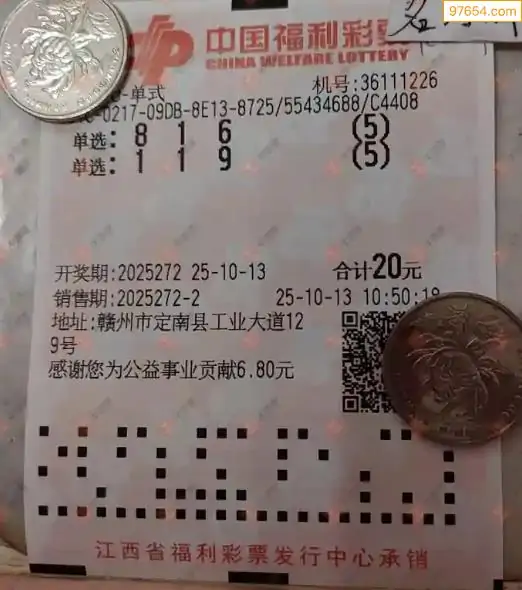 97654.com
中国福利彩票
CHINA WELFARE LOTTERY
机号:36111226
-单式
-0217-09DB-8E13-8725/55434688/C4408
单选: 8 1 6 (5)
单选: 1 1 9 (5)
开奖期:2025272 25-10-13 合计20元
销售期:2025272-2 25-10-13 10:50:18
地址:赣州市定南县工业大道12
9号
感谢您为公益事业贡献6.80元
江西省福利彩票发行中心承销